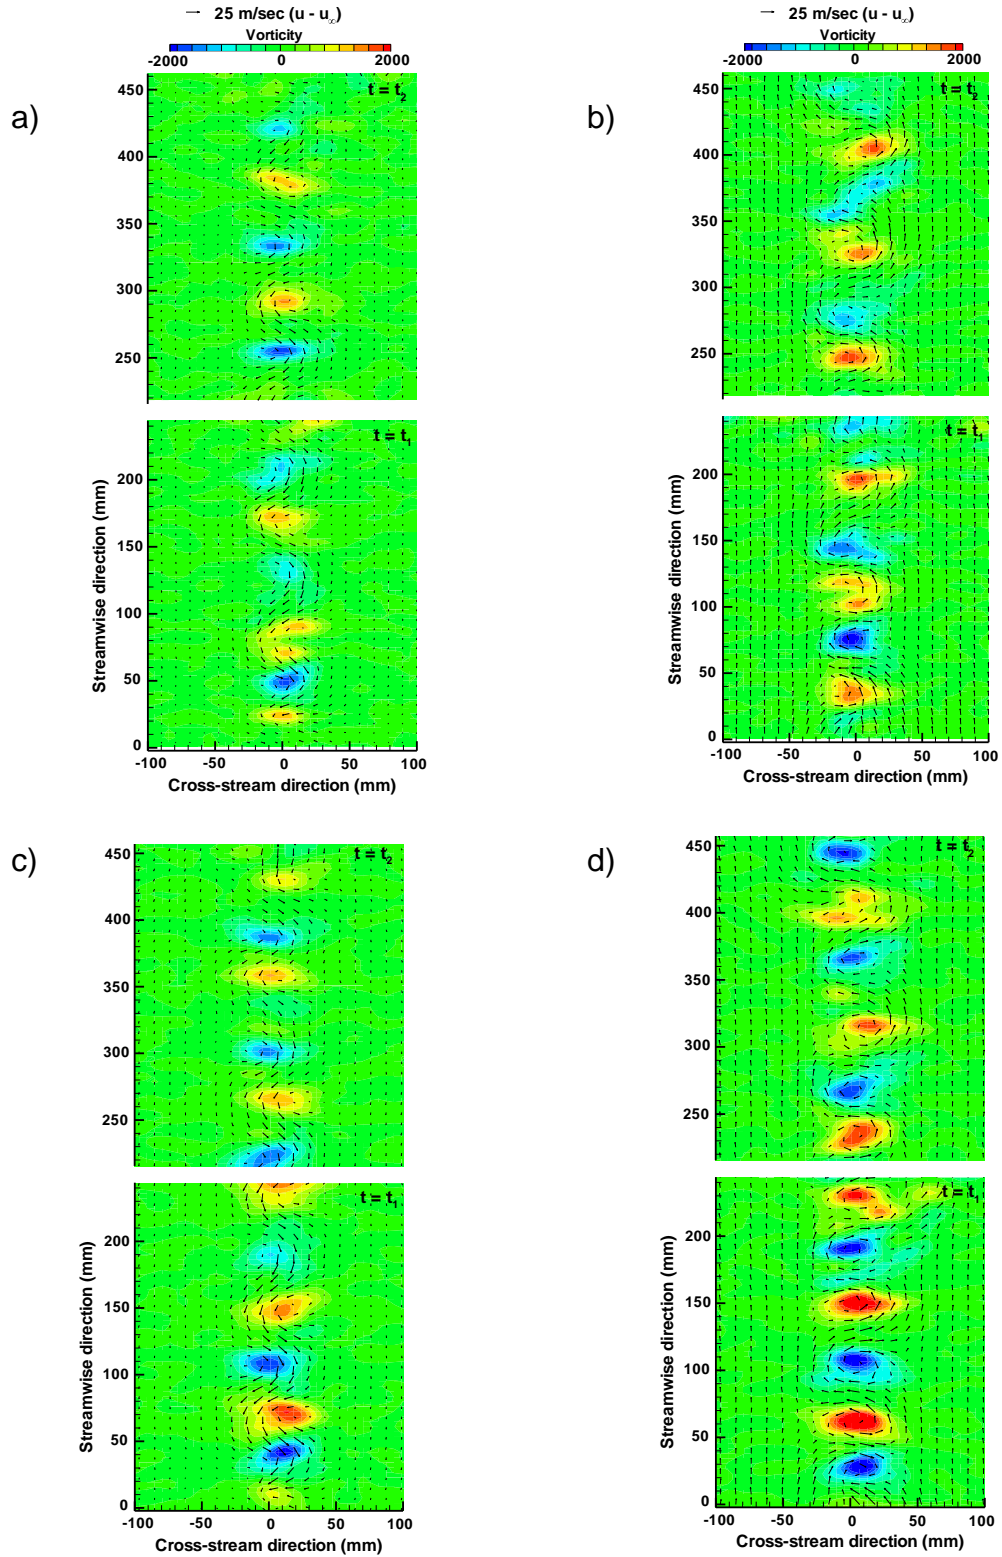 25 m/sec (u - u∞)
Vorticity
-2000 0 2000
a)
t = t2
450
400
350
300
250
t = t1
200
150
100
50
0
Streamwise direction (mm)
-100 -50 0 50 100
Cross-stream direction (mm)
25 m/sec (u - u∞)
Vorticity
-2000 0 2000
b)
t = t2
450
400
350
300
250
t = t1
200
150
100
50
0
Streamwise direction (mm)
-100 -50 0 50 100
Cross-stream direction (mm)
c)
t = t2
450
400
350
300
250
t = t1
200
150
100
50
0
Streamwise direction (mm)
-100 -50 0 50 100
Cross-stream direction (mm)
d)
t = t2
450
400
350
300
250
t = t1
200
150
100
50
0
Streamwise direction (mm)
-100 -50 0 50 100
Cross-stream direction (mm)